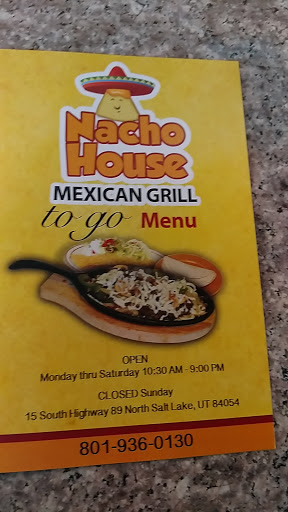 Nacho
House
MEXICAN GRILL
to go Menu
OPEN
Monday thru Saturday 10:30 AM - 9:00 PM
CLOSED Sunday
15 South Highway 89 North Salt Lake, UT 84054
801-936-0130